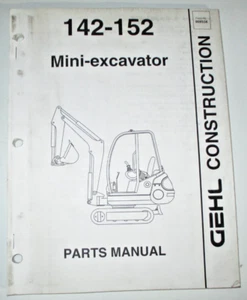 142-152
Mini-excavator
GEHL CONSTRUCTION
PARTS MANUAL